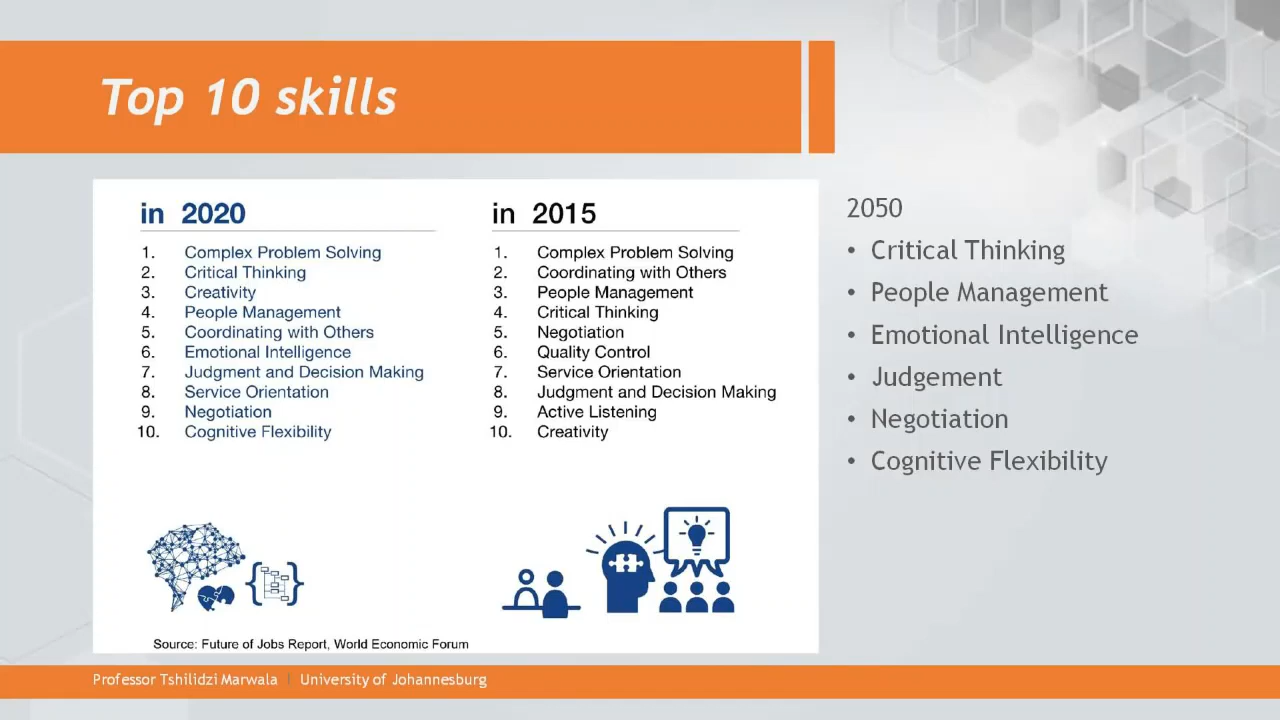 Top 10 skills
in 2020
1. Complex Problem Solving
2. Critical Thinking
3. Creativity
4. People Management
5. Coordinating with Others
6. Emotional Intelligence
7. Judgment and Decision Making
8. Service Orientation
9. Negotiation
10. Cognitive Flexibility
in 2015
1. Complex Problem Solving
2. Coordinating with Others
3. People Management
4. Critical Thinking
5. Negotiation
6. Quality Control
7. Service Orientation
8. Judgment and Decision Making
9. Active Listening
10. Creativity
Source: Future of Jobs Report, World Economic Forum
2050
• Critical Thinking
• People Management
• Emotional Intelligence
• Judgement
• Negotiation
• Cognitive Flexibility
Professor Tshilidzi Marwala | University of Johannesburg